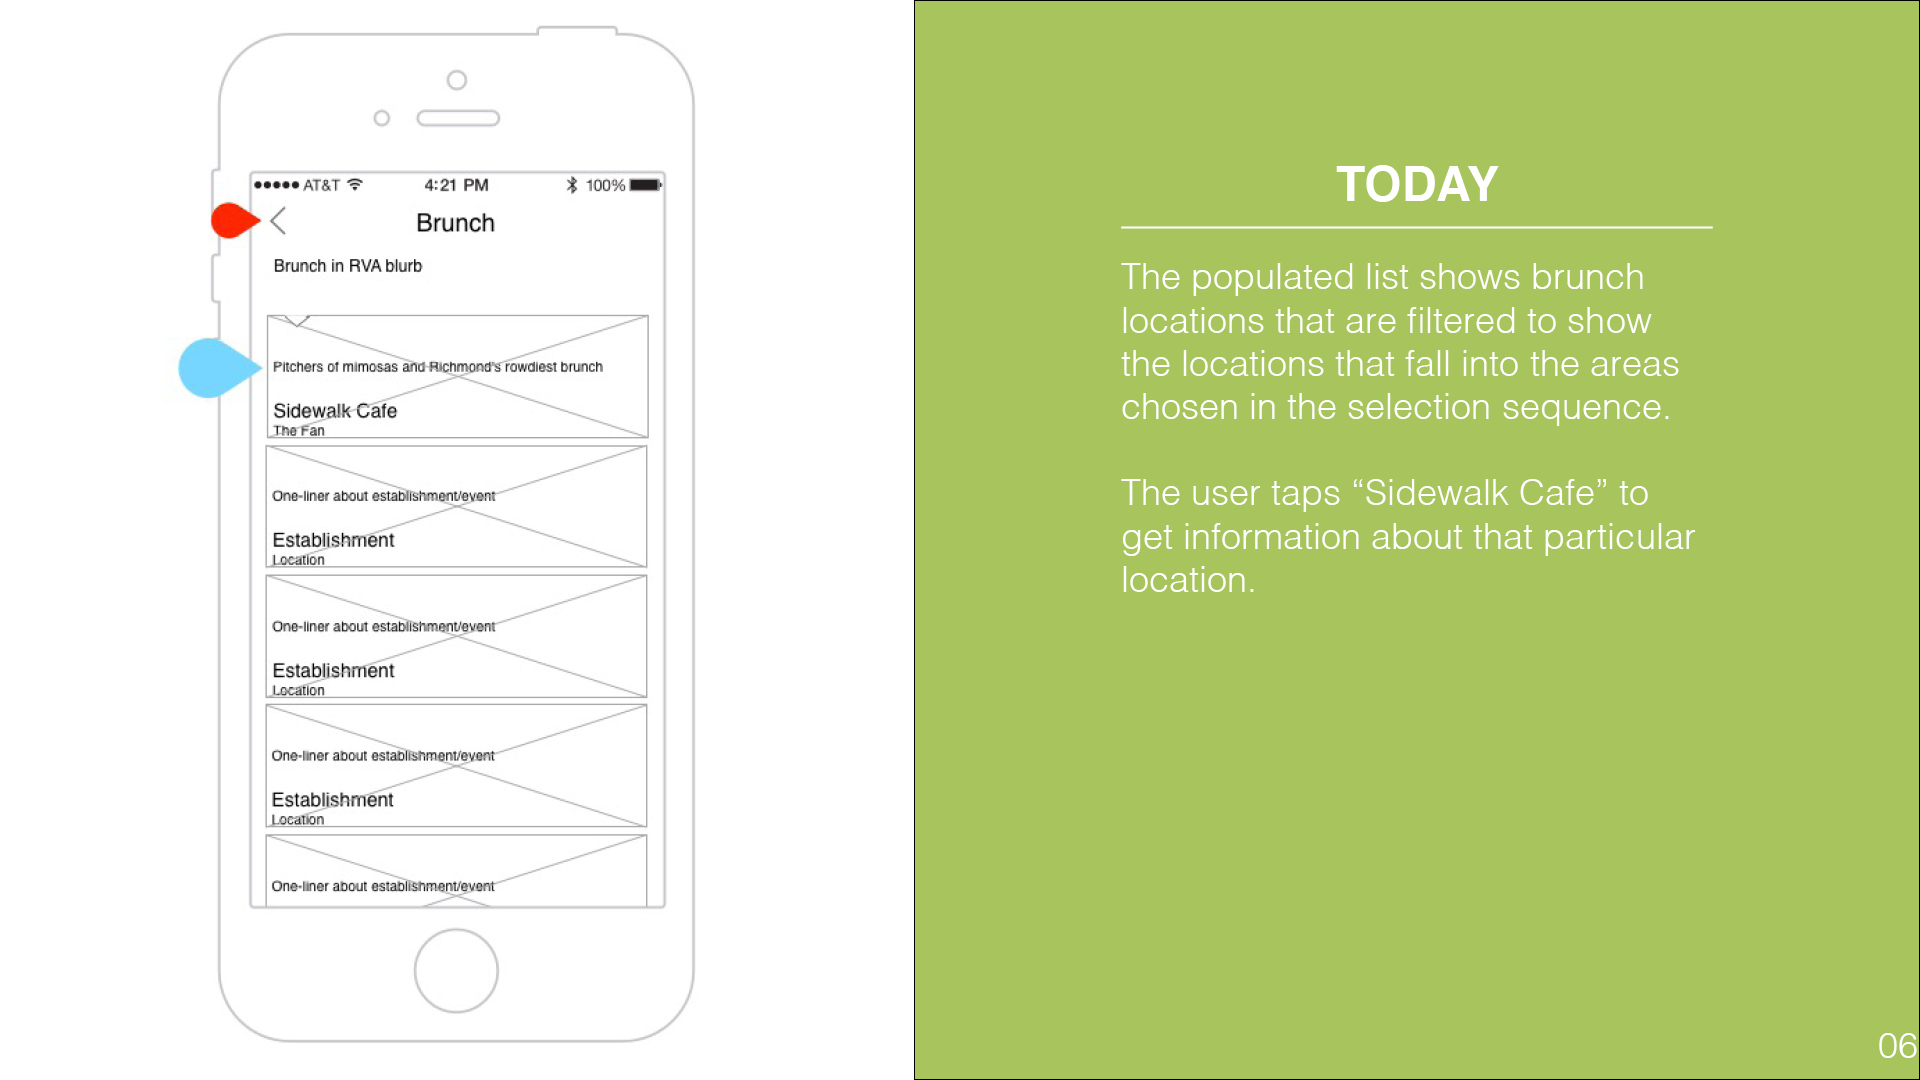 AT&T 4:21 PM 100%
Brunch
Brunch in RVA blurb
Pitchers of mimosas and Richmond's rowdiest brunch
Sidewalk Cafe
The Fan
One-liner about establishment/event
Establishment
Location
One-liner about establishment/event
Establishment
Location
One-liner about establishment/event
Establishment
Location
One-liner about establishment/event
TODAY
The populated list shows brunch
locations that are filtered to show
the locations that fall into the areas
chosen in the selection sequence.
The user taps “Sidewalk Cafe” to
get information about that particular
location.
06